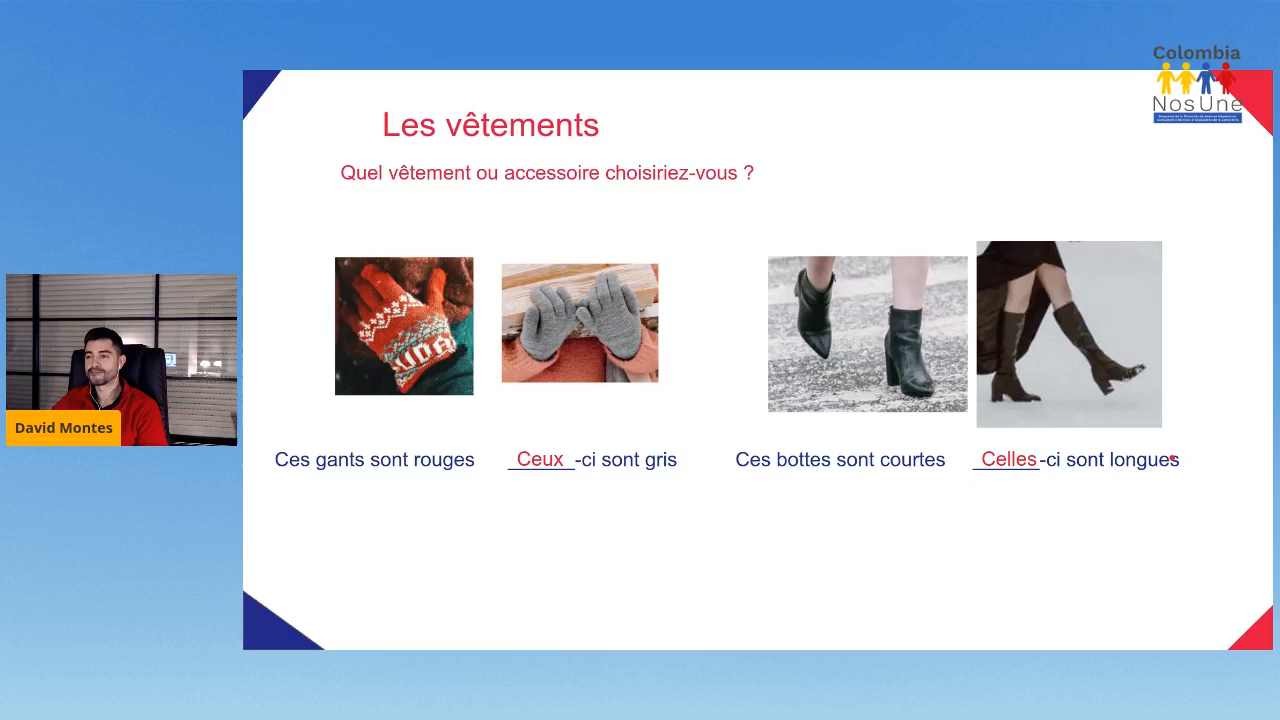 Colombia
Nos Une
Les vêtements
Quel vêtement ou accessoire choisiriez-vous ?
David Montes
Ces gants sont rouges
Ceux-ci sont gris
Ces bottes sont courtes
Celles-ci sont longues